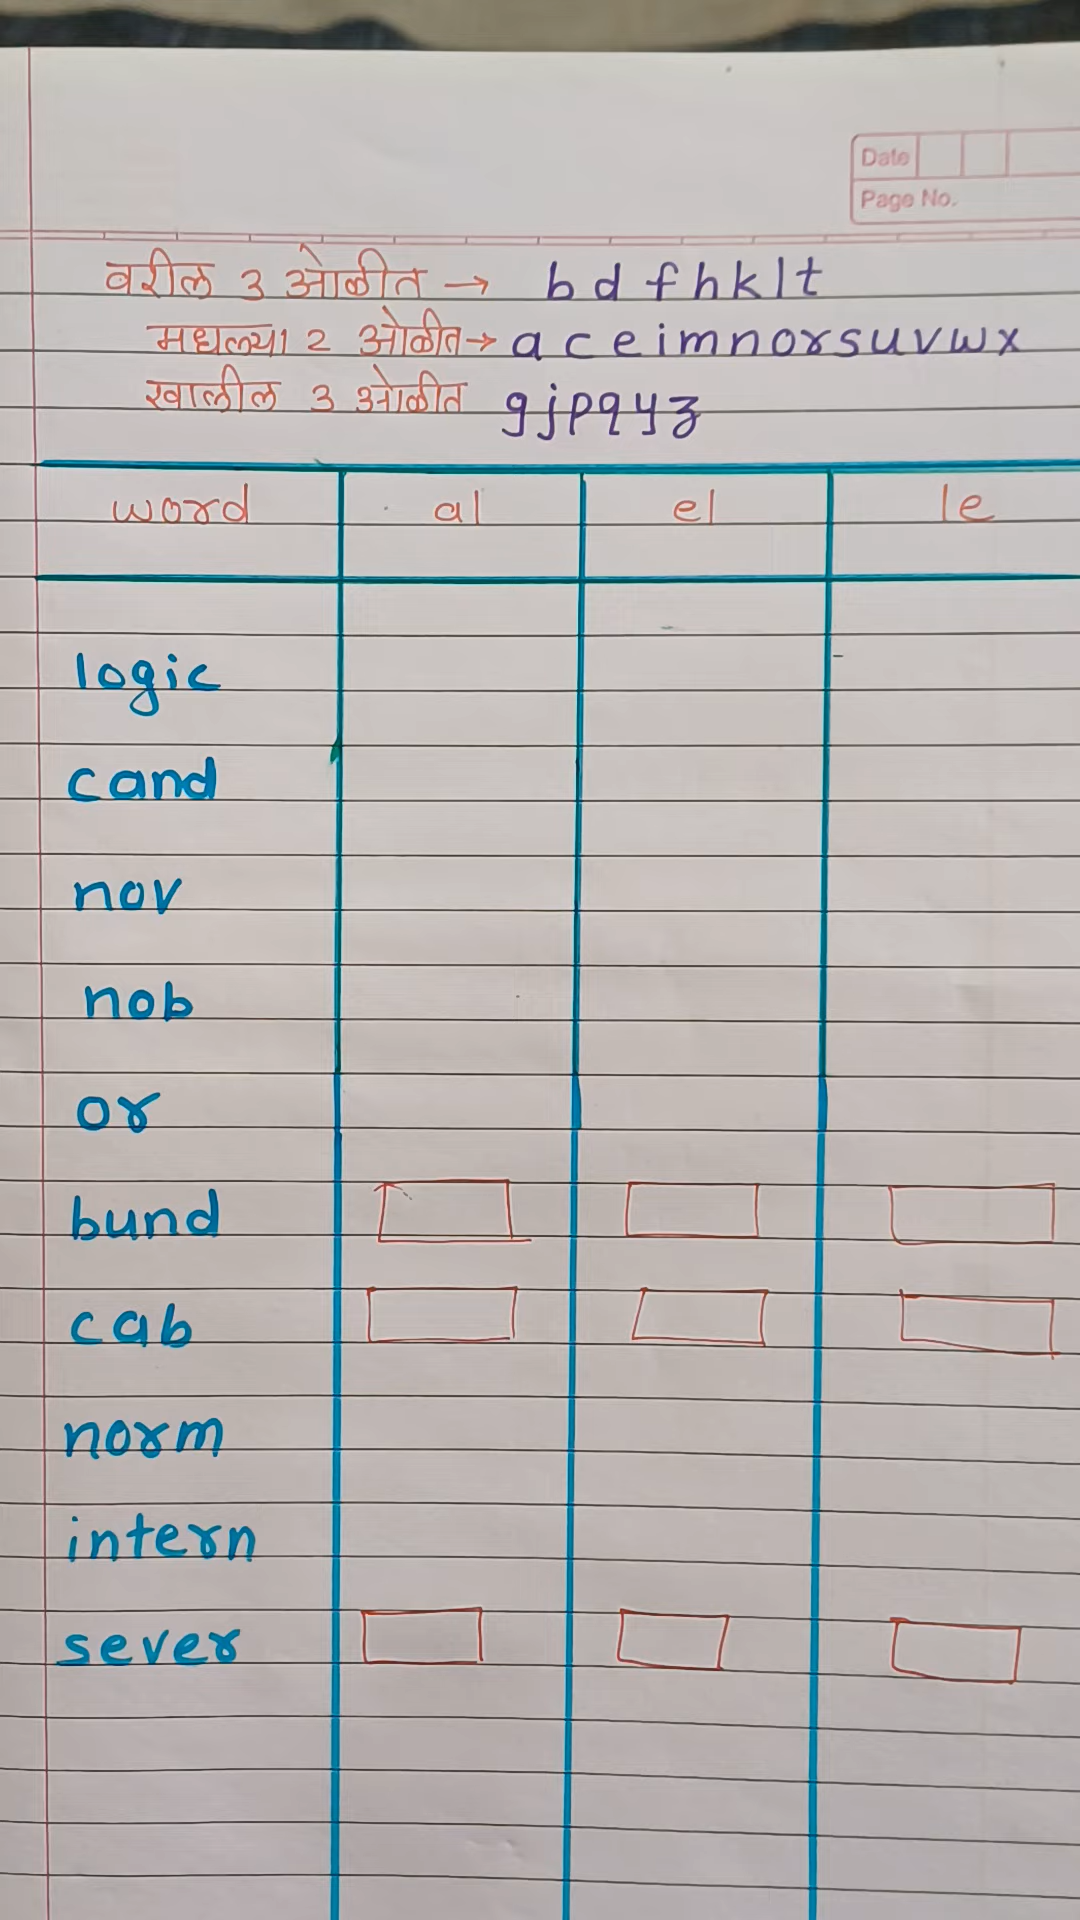 Date
Page No.
वरील 3 ओळीत → b d f h k l t
मधल्या 2 ओळीत → a c e i m n o r s u v w x
खालील 3 ओळीत g j p q y z
word al el le
logic
cand
nov
nob
or
bund
cab
norm
intern
sever